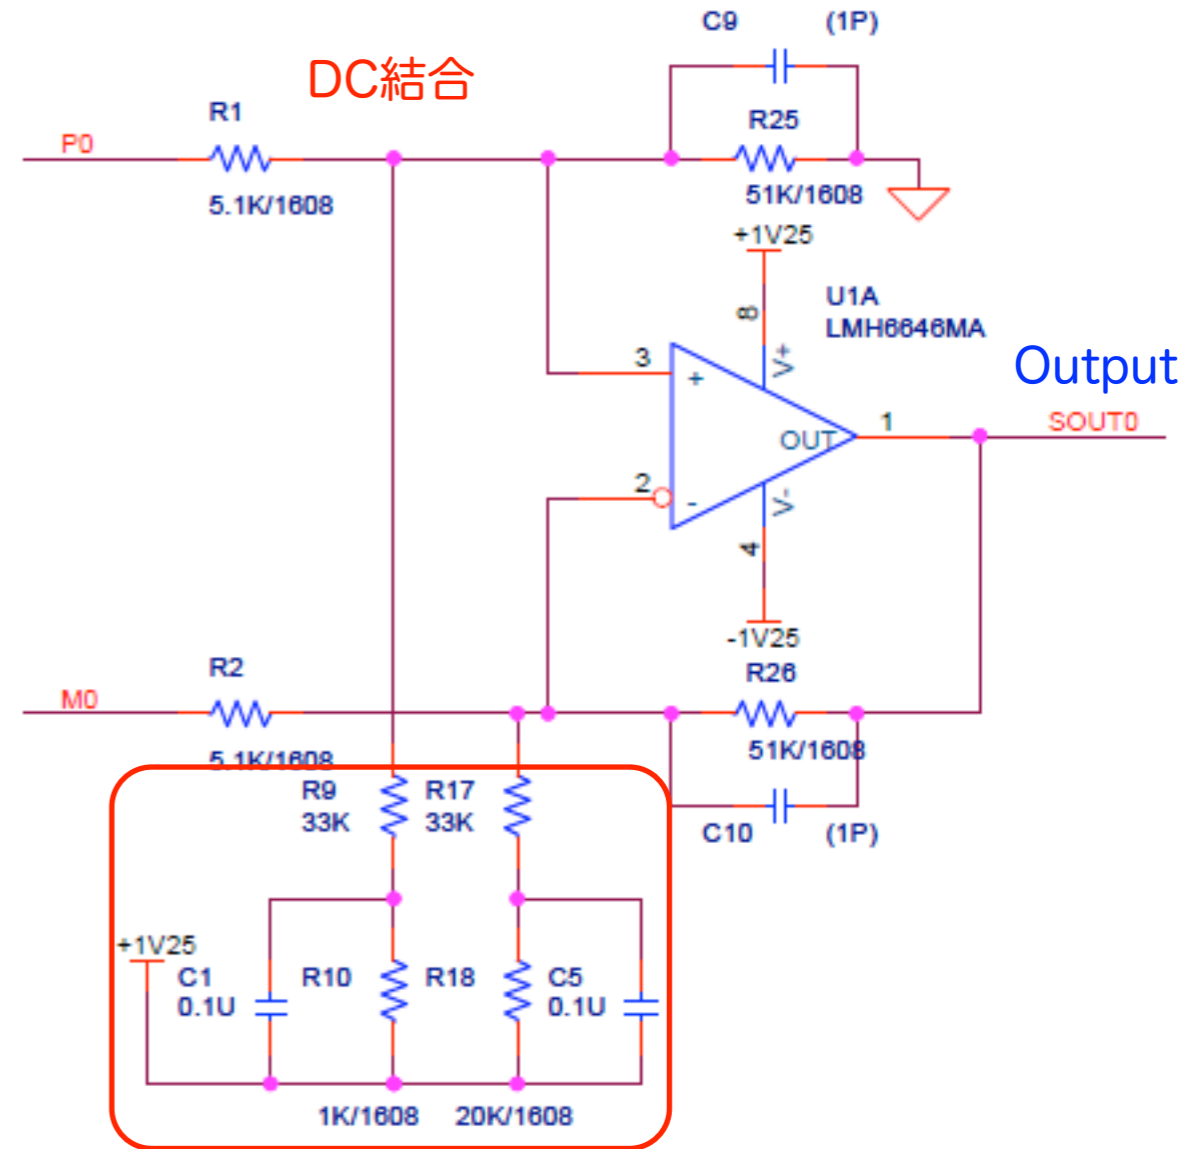 C9
(1P)
DC結合
R1
P0
R25
5.1K/1608
51K/1608
+1V25
U1A
LMH6646MA
8
V+
3
+
Output
1
SOUT0
OUT
2
-
V-
4
-1V25
R2
R26
M0
5.1K/1608
51K/1608
R9
33K
R17
33K
C10
(1P)
+1V25
C1
0.1U
R10
R18
C5
0.1U
1K/1608
20K/1608